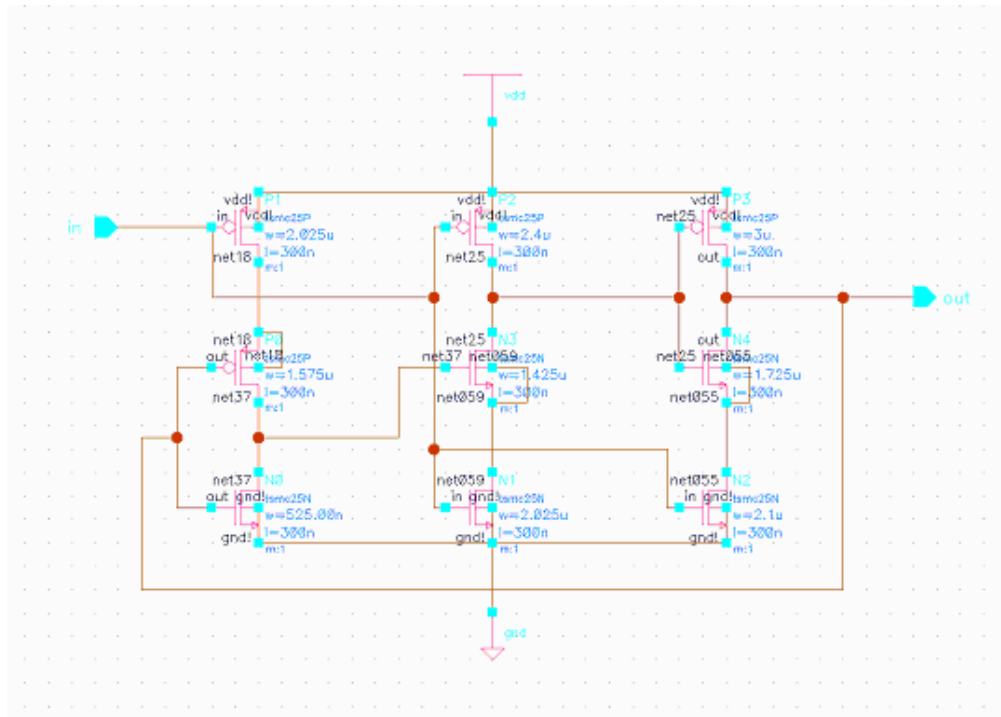 vdd
vdd!
P1
in
vdd!
tsmc25P
w=2.025u
l=300n
net18
m:1
vdd!
P2
in
vdd!
tsmc25P
w=2.4u
l=300n
net25
m:1
vdd!
P3
net25
vdd!
tsmc25P
w=3u
l=300n
out
m:1
in
out
net18
P0
out
net18
tsmc25P
w=1.575u
l=300n
net37
m:1
net25
N3
net37
net059
tsmc25N
w=1.425u
l=300n
net059
m:1
out
N4
net25
net055
tsmc25N
w=1.725u
l=300n
net055
m:1
net37
N0
out
gnd!
tsmc25N
w=525.00n
l=300n
gnd!
m:1
net059
N1
in
gnd!
tsmc25N
w=2.025u
l=300n
gnd!
m:1
net055
N2
in
gnd!
tsmc25N
w=2.1u
l=300n
gnd!
m:1
gnd